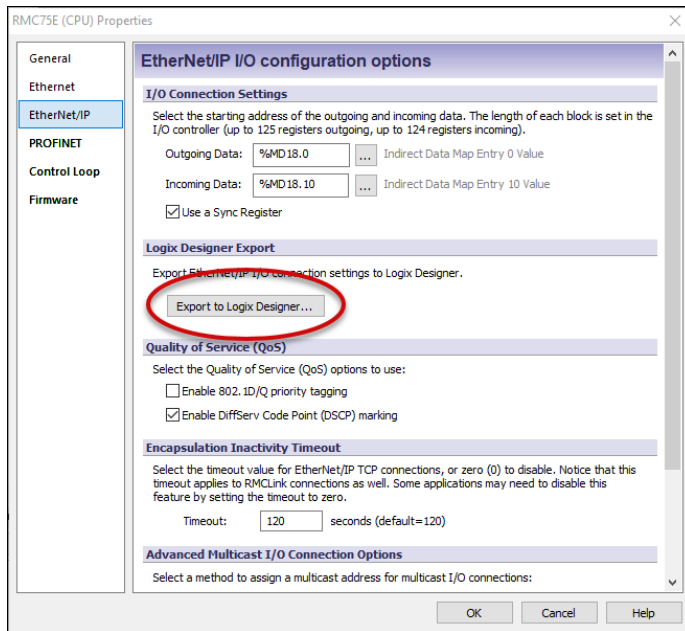 RMC75E (CPU) Properties
General
Ethernet
EtherNet/IP
PROFINET
Control Loop
Firmware
EtherNet/IP I/O configuration options
I/O Connection Settings
Select the starting address of the outgoing and incoming data. The length of each block is set in the
I/O controller (up to 125 registers outgoing, up to 124 registers incoming).
Outgoing Data: %MD18.0 ... Indirect Data Map Entry 0 Value
Incoming Data: %MD18.10 ... Indirect Data Map Entry 10 Value
Use a Sync Register
Logix Designer Export
Export EtherNet/IP I/O connection settings to Logix Designer.
Export to Logix Designer...
Quality of Service (QoS)
Select the Quality of Service (QoS) options to use:
Enable 802.1D/Q priority tagging
Enable DiffServ Code Point (DSCP) marking
Encapsulation Inactivity Timeout
Select the timeout value for EtherNet/IP TCP connections, or zero (0) to disable. Notice that this
timeout applies to RMCLink connections as well. Some applications may need to disable this
feature by setting the timeout to zero.
Timeout: 120 seconds (default=120)
Advanced Multicast I/O Connection Options
Select a method to assign a multicast address for multicast I/O connections:
OK Cancel Help